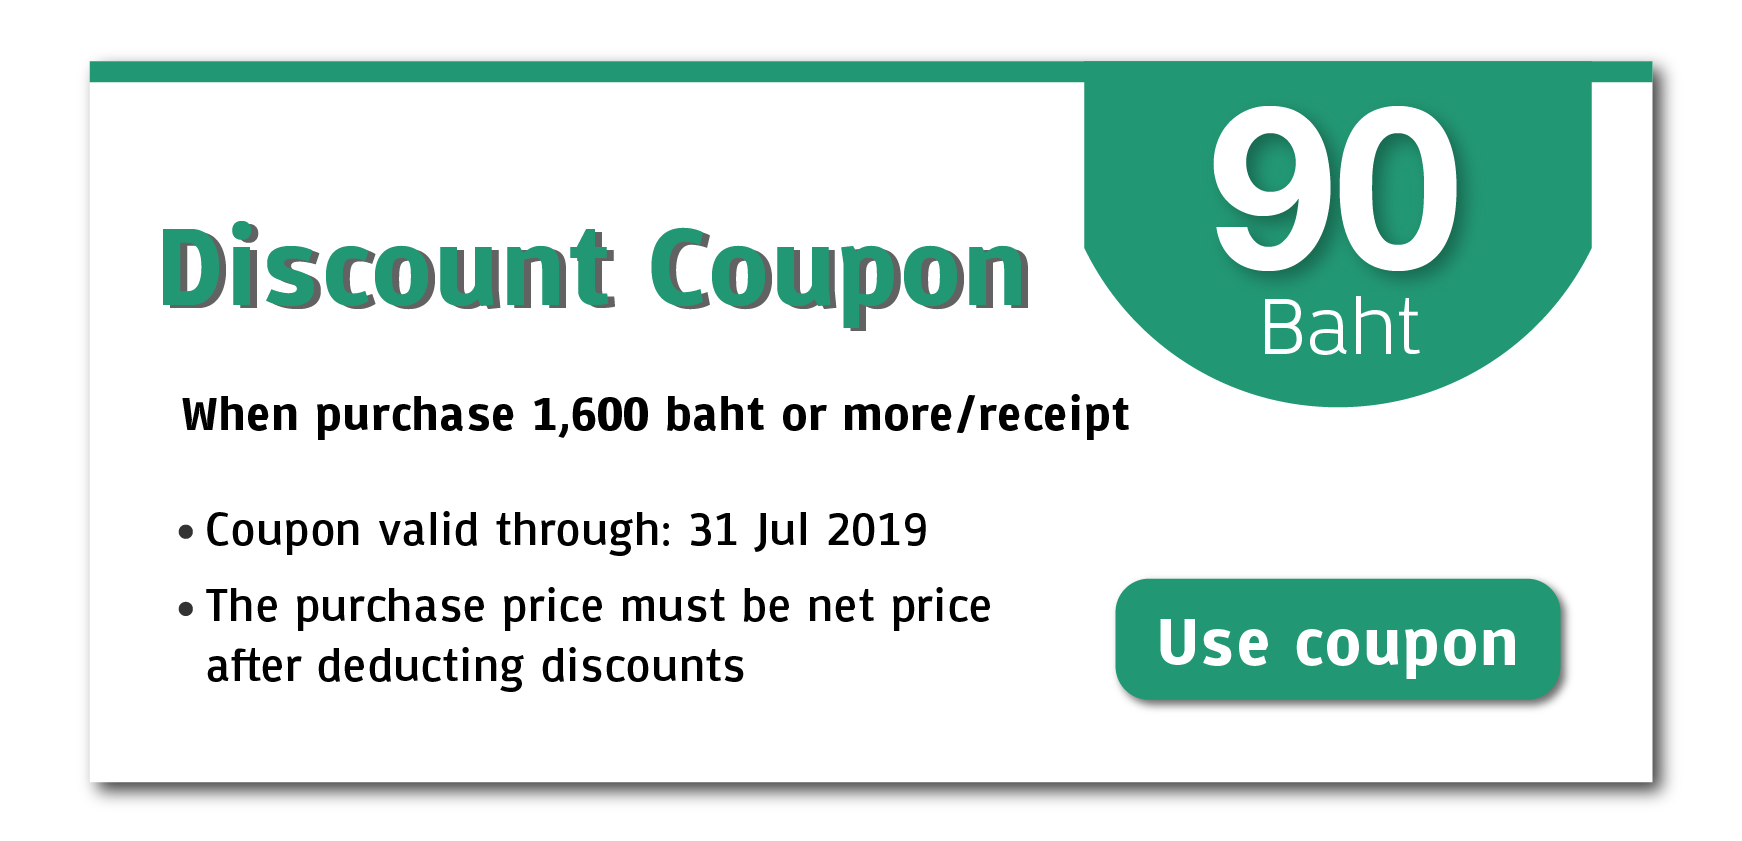 90
Baht
Discount Coupon
When purchase 1,600 baht or more/receipt
• Coupon valid through: 31 Jul 2019
• The purchase price must be net price
after deducting discounts
Use coupon